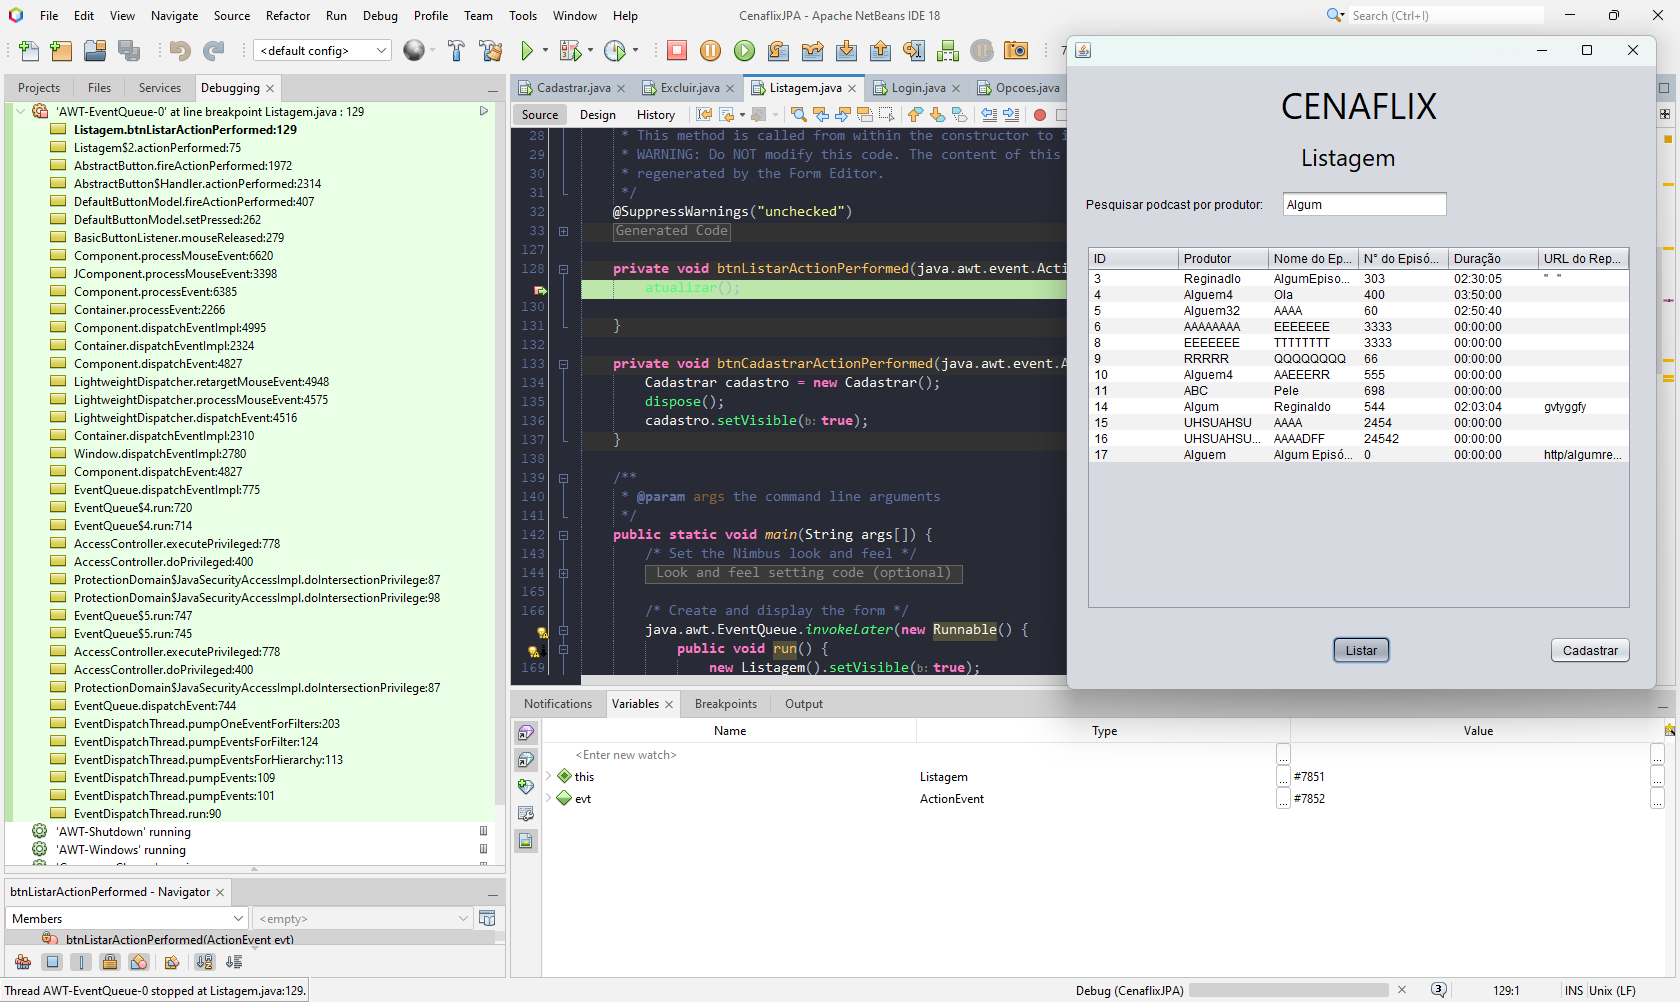 File Edit View Navigate Source Refactor Run Debug Profile Team Tools Window Help
CenaflixJPA - Apache NetBeans IDE 18
Search (Ctrl+I)
<default config>
Projects Files Services Debugging
'AWT-EventQueue-0' at line breakpoint Listagem.java : 129
Listagem.btnListarActionPerformed:129
Listagem$2.actionPerformed:75
AbstractButton.fireActionPerformed:1972
AbstractButton$Handler.actionPerformed:2314
DefaultButtonModel.fireActionPerformed:407
DefaultButtonModel.setPressed:262
BasicButtonListener.mouseReleased:279
Component.processMouseEvent:6620
JComponent.processMouseEvent:3398
Component.processEvent:6385
Container.processEvent:2266
Component.dispatchEventImpl:4995
Container.dispatchEventImpl:2324
Component.dispatchEvent:4827
LightweightDispatcher.retargetMouseEvent:4948
LightweightDispatcher.processMouseEvent:4575
LightweightDispatcher.dispatchEvent:4516
Container.dispatchEventImpl:2310
Window.dispatchEventImpl:2780
Component.dispatchEvent:4827
EventQueue.dispatchEventImpl:775
EventQueue$4.run:720
EventQueue$4.run:714
AccessController.executePrivileged:778
AccessController.doPrivileged:400
ProtectionDomain$JavaSecurityAccessImpl.doIntersectionPrivilege:87
ProtectionDomain$JavaSecurityAccessImpl.doIntersectionPrivilege:98
EventQueue$5.run:747
EventQueue$5.run:745
AccessController.executePrivileged:778
AccessController.doPrivileged:400
ProtectionDomain$JavaSecurityAccessImpl.doIntersectionPrivilege:87
EventQueue.dispatchEvent:744
EventDispatchThread.pumpOneEventForFilters:203
EventDispatchThread.pumpEventsForFilter:124
EventDispatchThread.pumpEventsForHierarchy:113
EventDispatchThread.pumpEvents:109
EventDispatchThread.pumpEvents:101
EventDispatchThread.run:90
'AWT-Shutdown' running
'AWT-Windows' running
btnListarActionPerformed - Navigator
Members <empty>
btnListarActionPerformed(ActionEvent evt)
Thread AWT-EventQueue-0 stopped at Listagem.java:129.
Cadastrar.java Excluir.java Listagem.java Login.java Opcoes.java
Source Design History
28 * This method is called from within the constructor to i
29 * WARNING: Do NOT modify this code. The content of this
30 * regenerated by the Form Editor.
31 */
32 @SuppressWarnings("unchecked")
33 Generated Code
127
128 private void btnListarActionPerformed(java.awt.event.Acti
atualizar();
130
131 }
132
133 private void btnCadastrarActionPerformed(java.awt.event.A
134 Cadastrar cadastro = new Cadastrar();
135 dispose();
136 cadastro.setVisible(b: true);
137 }
138
139 /**
140 * @param args the command line arguments
141 */
142 public static void main(String args[]) {
143 /* Set the Nimbus look and feel */
144 Look and feel setting code (optional)
165
166 /* Create and display the form */
java.awt.EventQueue.invokeLater(new Runnable() {
public void run() {
169 new Listagem().setVisible(b: true);
CENAFLIX
Listagem
Pesquisar podcast por produtor: Algum
ID Produtor Nome do Ep... N° do Episó... Duração URL do Rep...
3 Reginadlo AlgumEpiso... 303 02:30:05 " "
4 Alguem4 Ola 400 03:50:00
5 Alguem32 AAAA 60 02:50:40
6 AAAAAAAA EEEEEEE 3333 00:00:00
8 EEEEEEE TTTTTTTT 3333 00:00:00
9 RRRRR QQQQQQQQ 66 00:00:00
10 Alguem4 AAEEERR 555 00:00:00
11 ABC Pele 698 00:00:00
14 Algum Reginaldo 544 02:03:04 gvtyggfy
15 UHSUAHSU AAAA 2454 00:00:00
16 UHSUAHSU... AAAADFF 24542 00:00:00
17 Alguem Algum Episó... 0 00:00:00 http/algumre...
Listar Cadastrar
Notifications Variables Breakpoints Output
Name Type Value
<Enter new watch> ... ...
this Listagem ... #7851 ...
evt ActionEvent ... #7852 ...
Debug (CenaflixJPA) 3 129:1 INS Unix (LF)